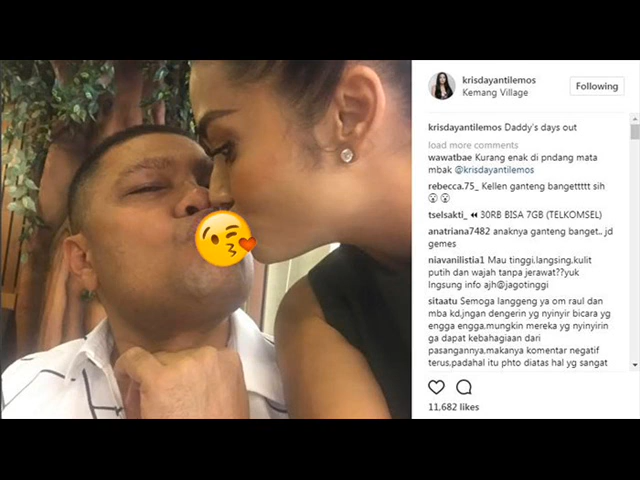 krisdayantilemos
Kemang Village
Following
krisdayantilemos Daddy's days out
load more comments
wawatbae Kurang enak di pndang mata
mbak @krisdayantilemos
rebecca.75_ Kellen ganteng bangettttt sih
tselsakti_ 30RB BISA 7GB (TELKOMSEL)
anatriana7482 anaknya ganteng banget.. jd
gemes
niavanilistia1 Mau tinggi.langsing.kulit
putih dan wajah tanpa jerawat??yuk
lngsung info ajh@jagotinggi
sitaatu Semoga langgeng ya om raul dan
mba kd,jngan dengerin yg nyinyir bicara yg
engga engga.mungkin mereka yg nyinyirin
ga dapat kebahagiaan dari
pasangannya,makanya komentar negatif
terus,padahal itu phto diatas hal yg sangat
11,682 likes